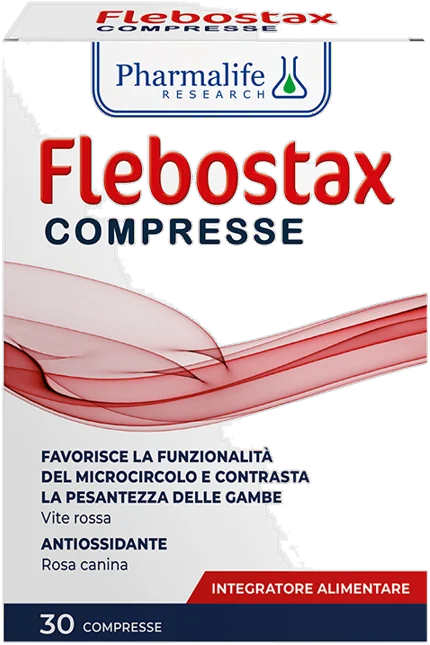 Flebostax
COMPRESSE
Pharmalife
RESEARCH
Flebostax
COMPRESSE
FAVORISCE LA FUNZIONALITÀ
DEL MICROCIRCOLO E CONTRASTA
LA PESANTEZZA DELLE GAMBE
Vite rossa
ANTIOSSIDANTE
Rosa canina
INTEGRATORE ALIMENTARE
30 COMPRESSE